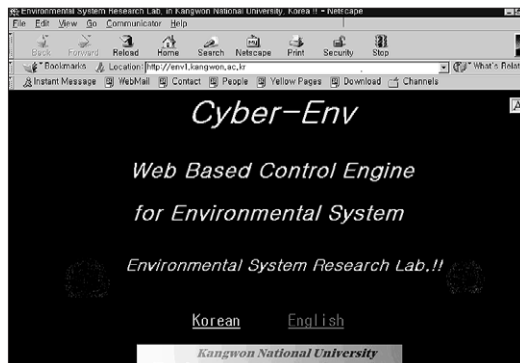 Environmental System Research Lab, in Kangwon National University, Korea !! - Netscape
File Edit View Go Communicator Help
Back Forward Reload Home Search Netscape Print Security Stop
Bookmarks Location: http://env1.kangwon.ac.kr What's Relat
Instant Message WebMail Contact People Yellow Pages Download Channels
Cyber-Env
Web Based Control Engine
for Environmental System
Environmental System Research Lab.!!
Korean English
Kangwon National University